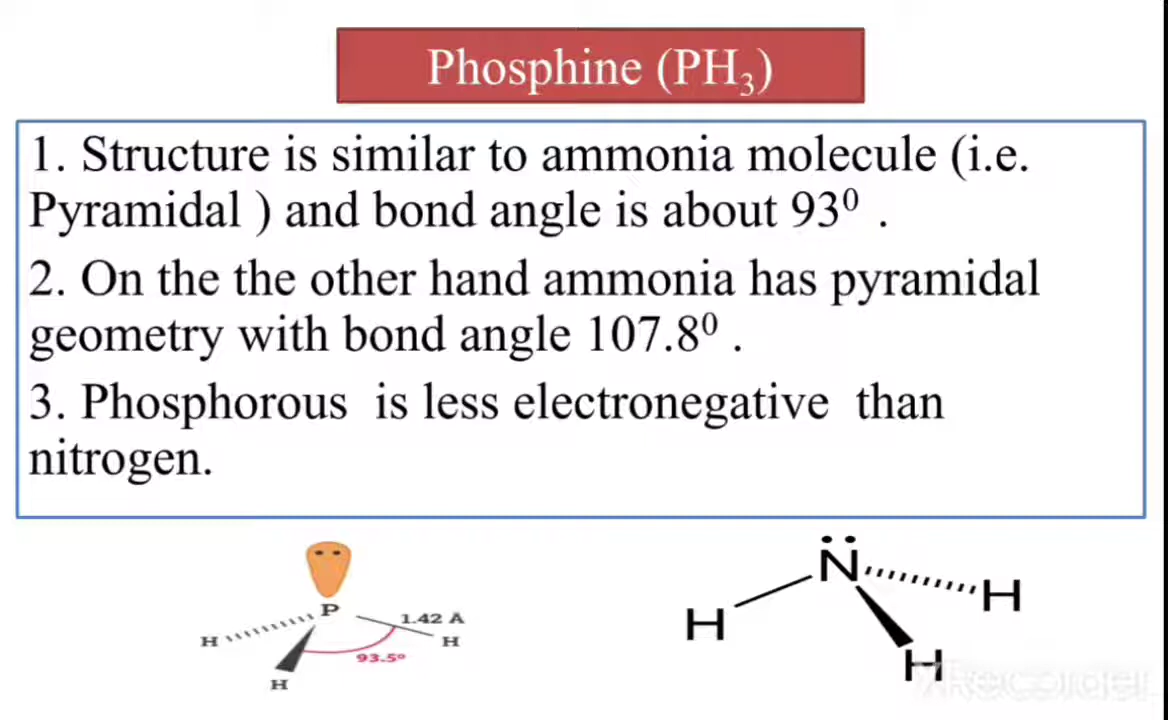 Phosphine (PH₃)
1. Structure is similar to ammonia molecule (i.e.
Pyramidal ) and bond angle is about 93⁰ .
2. On the the other hand ammonia has pyramidal
geometry with bond angle 107.8⁰ .
3. Phosphorous  is less electronegative  than
nitrogen.
P
1.42 Å
H
H
93.5°
H
N
H
H
H
XRecorder